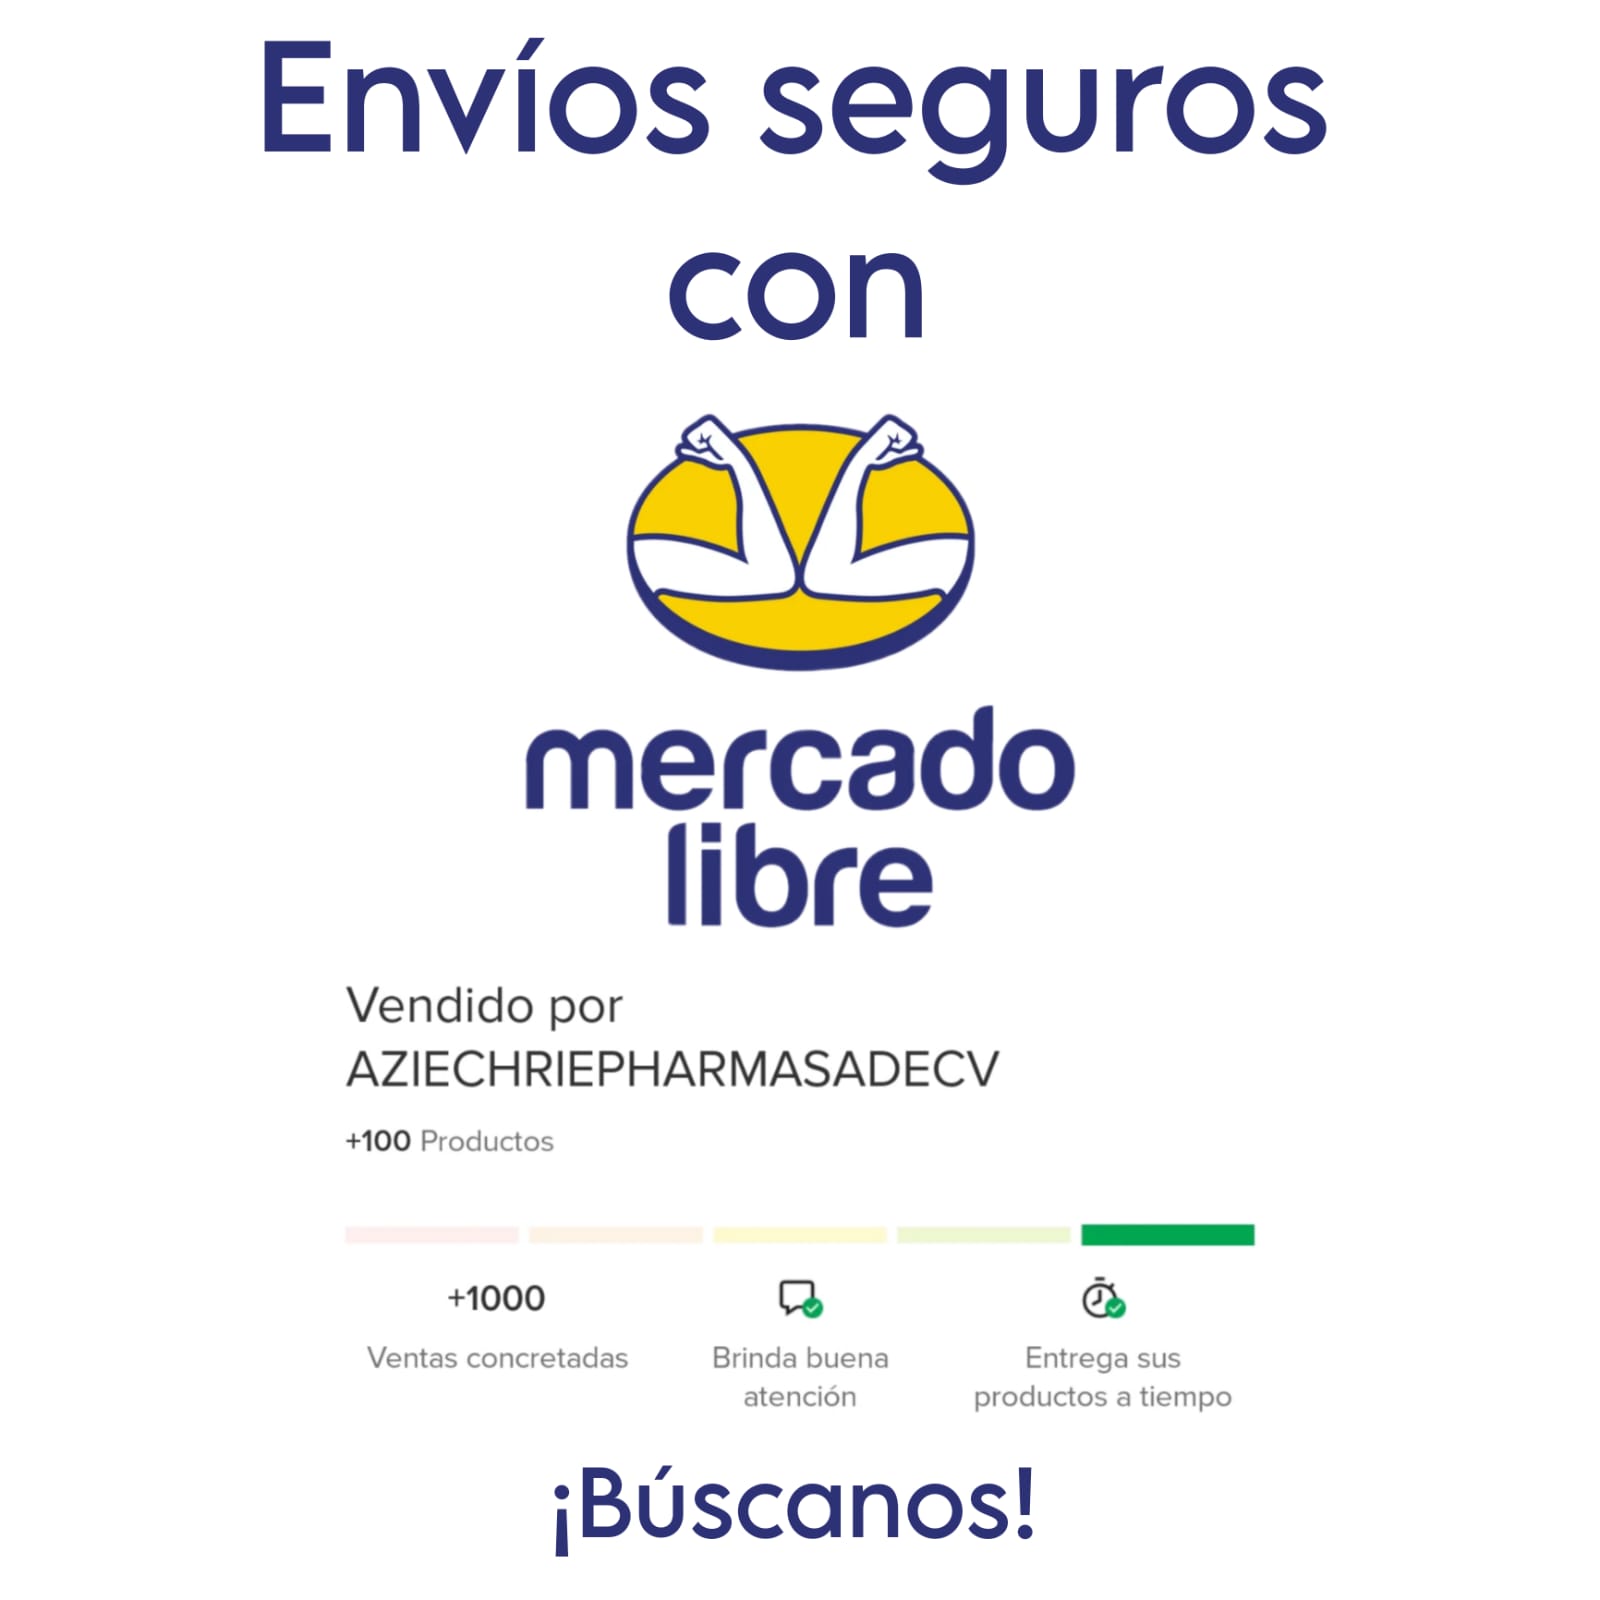 Envíos seguros
con
mercado
libre
Vendido por
AZIECHRIEPHARMASADECV
+100 Productos
+1000
Ventas concretadas
Brinda buena
atención
Entrega sus
productos a tiempo
¡Búscanos!